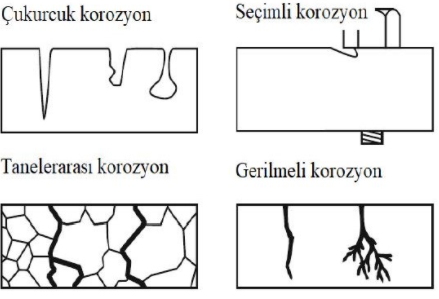 Çukurcuk korozyon
Seçimli korozyon
Tanelerarası korozyon
Gerilmeli korozyon